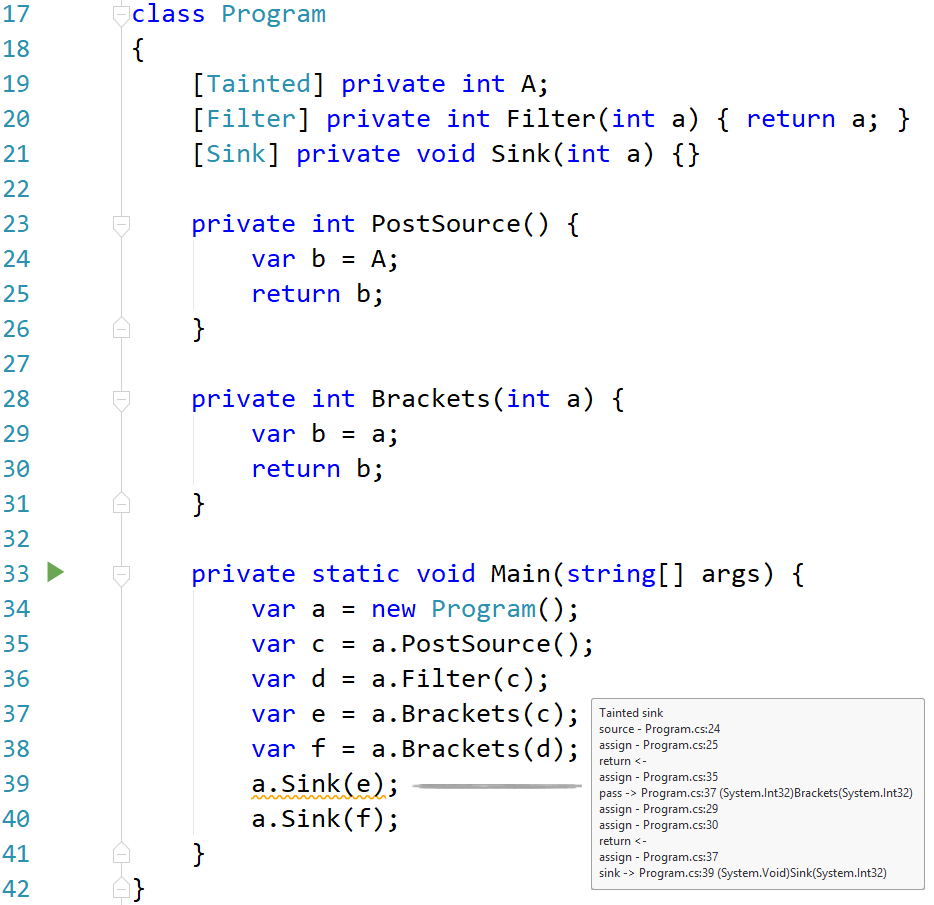 17 class Program
18 {
19 [Tainted] private int A;
20 [Filter] private int Filter(int a) { return a; }
21 [Sink] private void Sink(int a) {}
22
23 private int PostSource() {
24 var b = A;
25 return b;
26 }
27
28 private int Brackets(int a) {
29 var b = a;
30 return b;
31 }
32
33 private static void Main(string[] args) {
34 var a = new Program();
35 var c = a.PostSource();
36 var d = a.Filter(c);
37 var e = a.Brackets(c);
38 var f = a.Brackets(d);
39 a.Sink(e);
40 a.Sink(f);
41 }
42 }
Tainted sink
source - Program.cs:24
assign - Program.cs:25
return <-
assign - Program.cs:35
pass -> Program.cs:37 (System.Int32)Brackets(System.Int32)
assign - Program.cs:29
assign - Program.cs:30
return <-
assign - Program.cs:37
sink -> Program.cs:39 (System.Void)Sink(System.Int32)